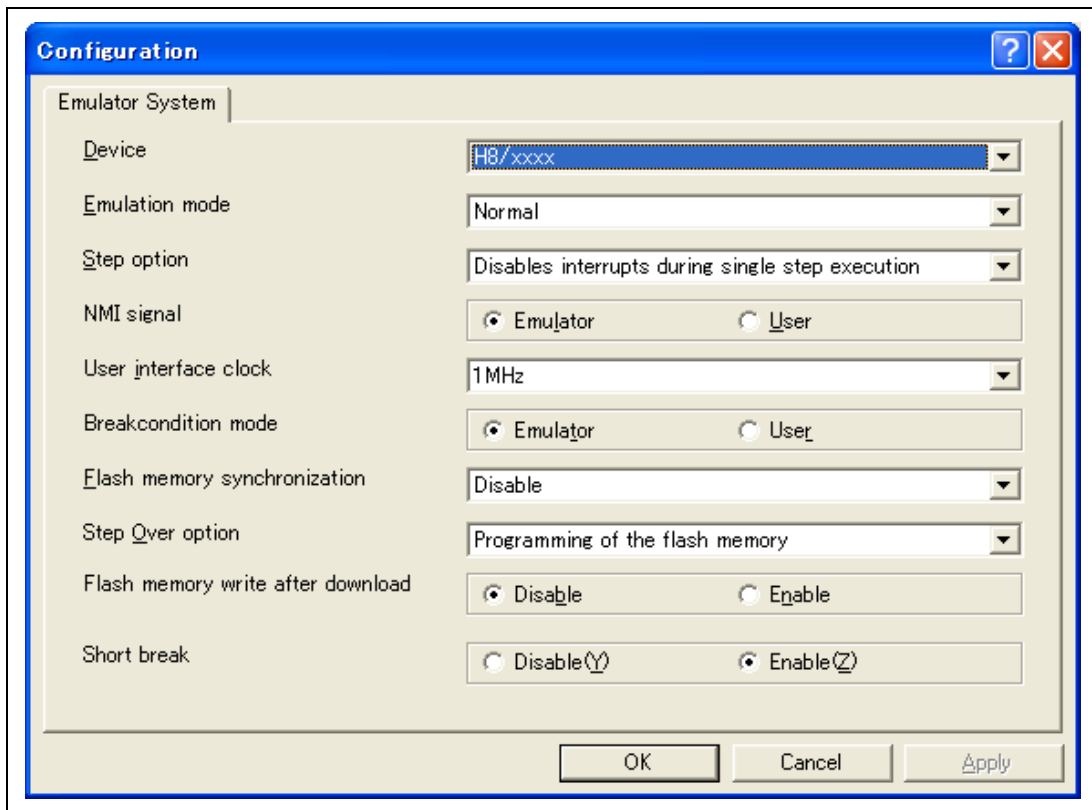 Configuration
Emulator System
Device H8/xxxx
Emulation mode Normal
Step option Disables interrupts during single step execution
NMI signal Emulator User
User interface clock 1MHz
Breakcondition mode Emulator User
Flash memory synchronization Disable
Step Over option Programming of the flash memory
Flash memory write after download Disable Enable
Short break Disable(Y) Enable(Z)
OK Cancel Apply